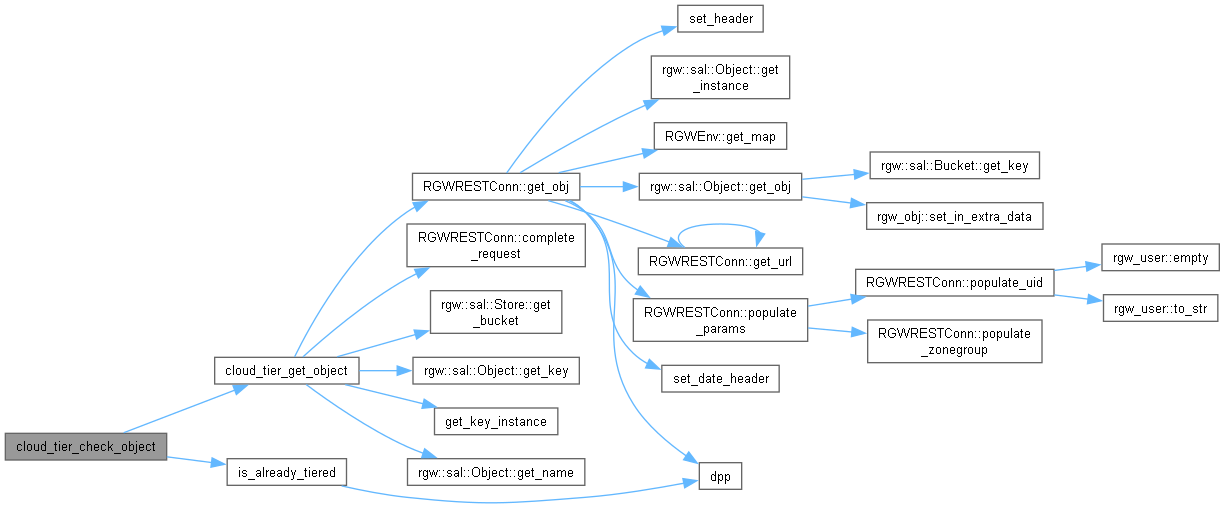 set_header
rgw::sal::Object::get
_instance
RGWEnv::get_map
rgw::sal::Bucket::get_key
RGWRESTConn::get_obj
rgw::sal::Object::get_obj
rgw_obj::set_in_extra_data
RGWRESTConn::complete
_request
RGWRESTConn::get_url
rgw_user::empty
RGWRESTConn::populate_uid
rgw::sal::Store::get
_bucket
RGWRESTConn::populate
_params
rgw_user::to_str
RGWRESTConn::populate
_zonegroup
cloud_tier_get_object
rgw::sal::Object::get_key
set_date_header
get_key_instance
cloud_tier_check_object
is_already_tiered
rgw::sal::Object::get_name
dpp